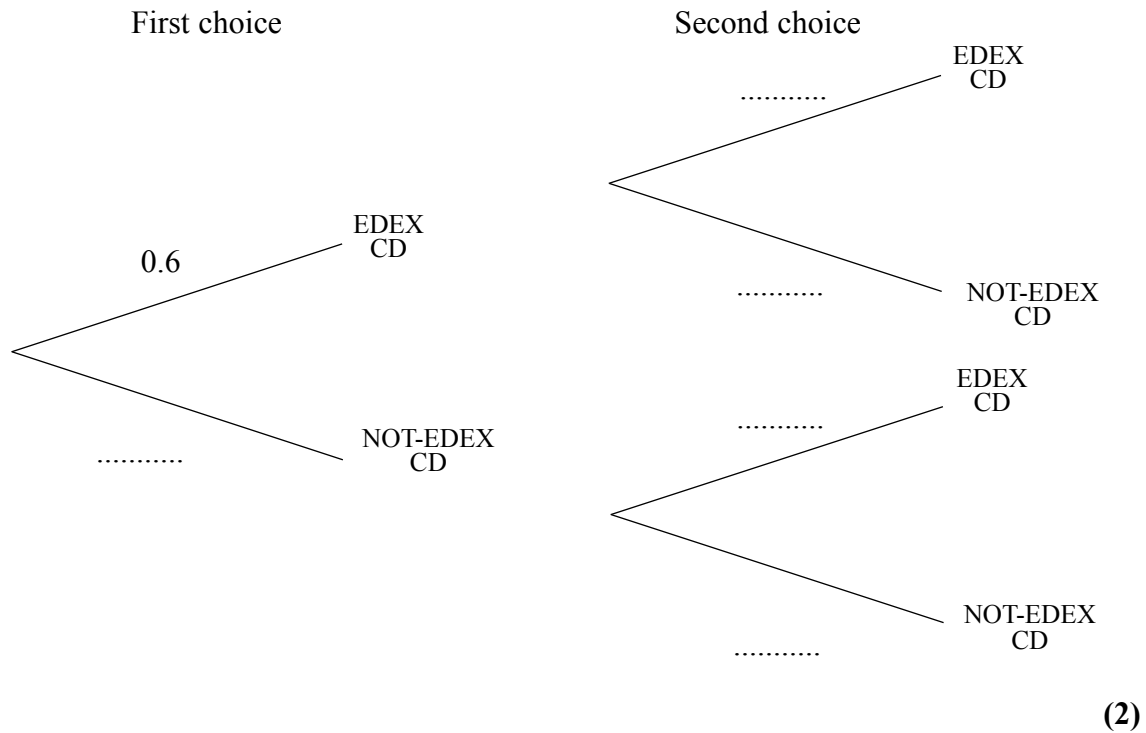 First choice
Second choice
EDEX
CD
...........
EDEX
CD
0.6
...........
NOT-EDEX
CD
EDEX
CD
...........
NOT-EDEX
CD
...........
NOT-EDEX
CD
...........
(2)